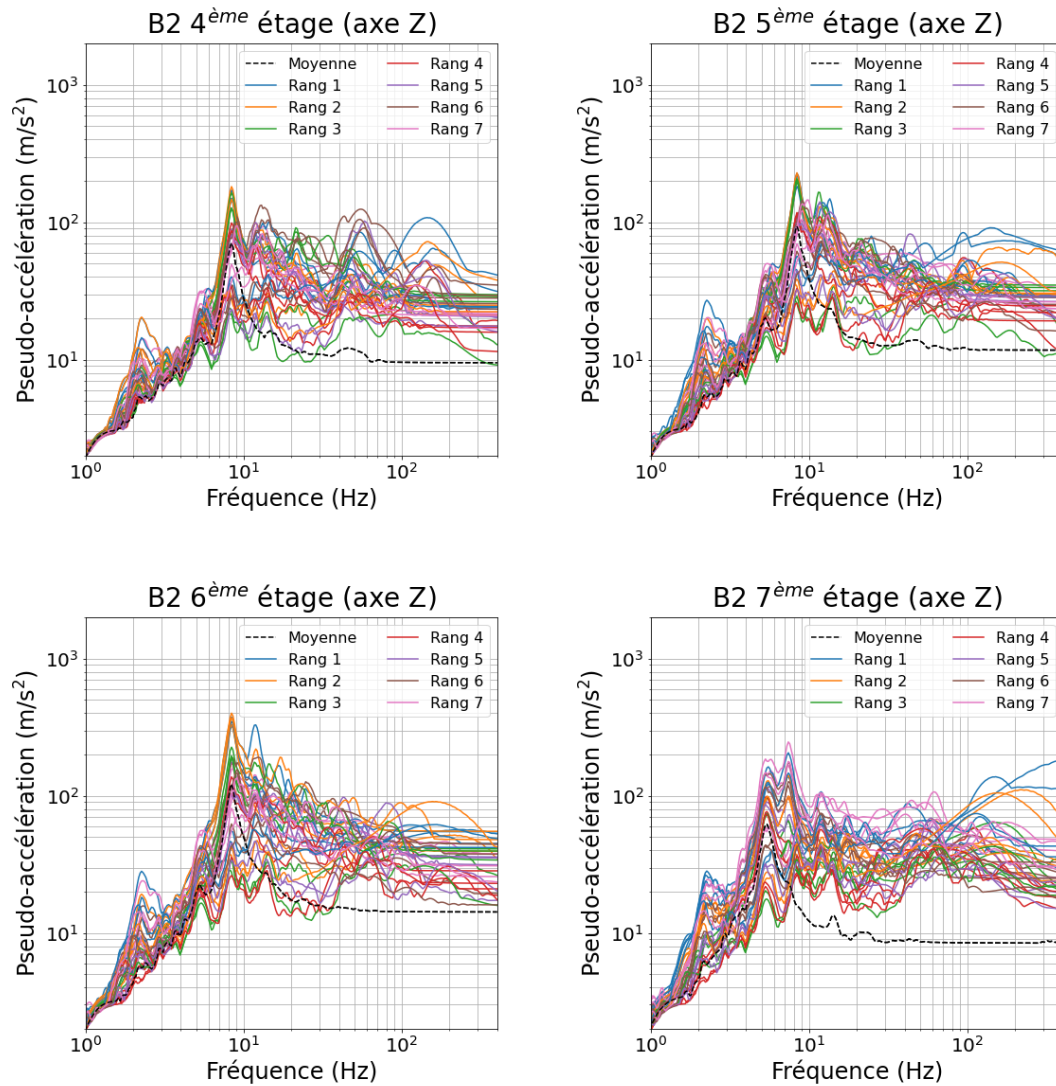 B2 4ème étage (axe Z)
Pseudo-accélération (m/s²)
10³
10²
10¹
Moyenne
Rang 1
Rang 2
Rang 3
Rang 4
Rang 5
Rang 6
Rang 7
10⁰ 10¹ 10²
Fréquence (Hz)
B2 5ème étage (axe Z)
Pseudo-accélération (m/s²)
10³
10²
10¹
Moyenne
Rang 1
Rang 2
Rang 3
Rang 4
Rang 5
Rang 6
Rang 7
10⁰ 10¹ 10²
Fréquence (Hz)
B2 6ème étage (axe Z)
Pseudo-accélération (m/s²)
10³
10²
10¹
Moyenne
Rang 1
Rang 2
Rang 3
Rang 4
Rang 5
Rang 6
Rang 7
10⁰ 10¹ 10²
Fréquence (Hz)
B2 7ème étage (axe Z)
Pseudo-accélération (m/s²)
10³
10²
10¹
Moyenne
Rang 1
Rang 2
Rang 3
Rang 4
Rang 5
Rang 6
Rang 7
10⁰ 10¹ 10²
Fréquence (Hz)